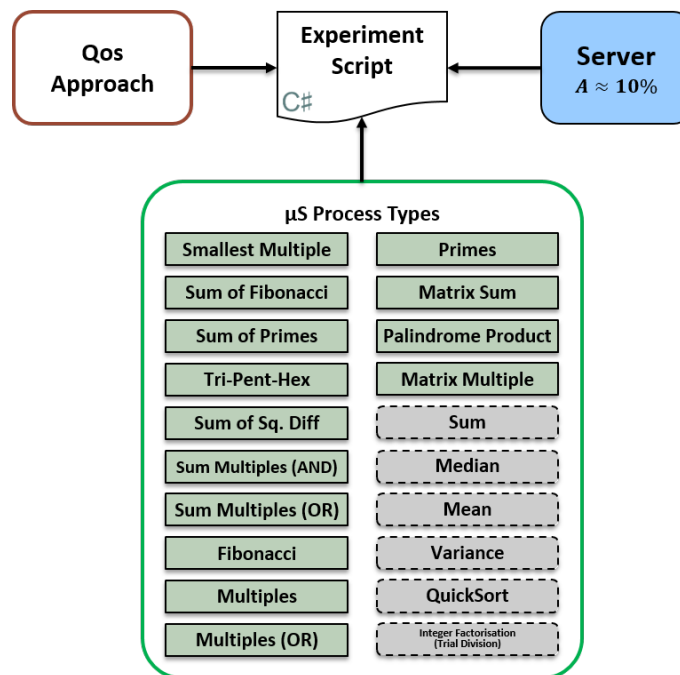 Qos
Approach
Experiment
Script
C#
Server
A ≈ 10%
µS Process Types
Smallest Multiple
Sum of Fibonacci
Sum of Primes
Tri-Pent-Hex
Sum of Sq. Diff
Sum Multiples (AND)
Sum Multiples (OR)
Fibonacci
Multiples
Multiples (OR)
Primes
Matrix Sum
Palindrome Product
Matrix Multiple
Sum
Median
Mean
Variance
QuickSort
Integer Factorisation
(Trial Division)